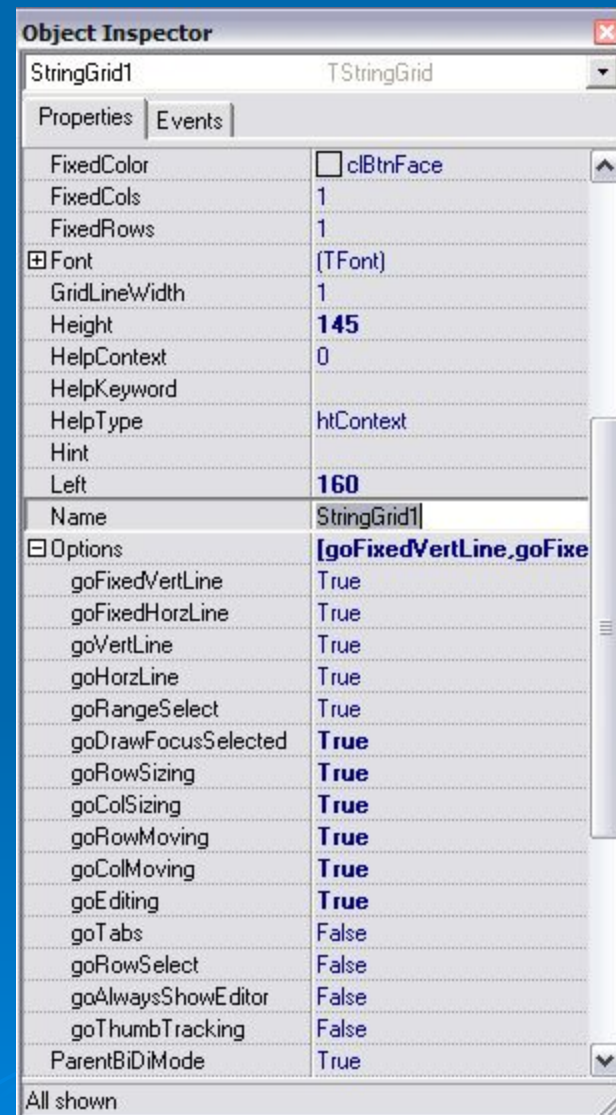 Object Inspector
StringGrid1 TStringGrid
Properties Events
FixedColor clBtnFace
FixedCols 1
FixedRows 1
Font (TFont)
GridLineWidth 1
Height 145
HelpContext 0
HelpKeyword
HelpType htContext
Hint
Left 160
Name StringGrid1
Options [goFixedVertLine,goFixe
goFixedVertLine True
goFixedHorzLine True
goVertLine True
goHorzLine True
goRangeSelect True
goDrawFocusSelected True
goRowSizing True
goColSizing True
goRowMoving True
goColMoving True
goEditing True
goTabs False
goRowSelect False
goAlwaysShowEditor False
goThumbTracking False
ParentBiDiMode True
All shown